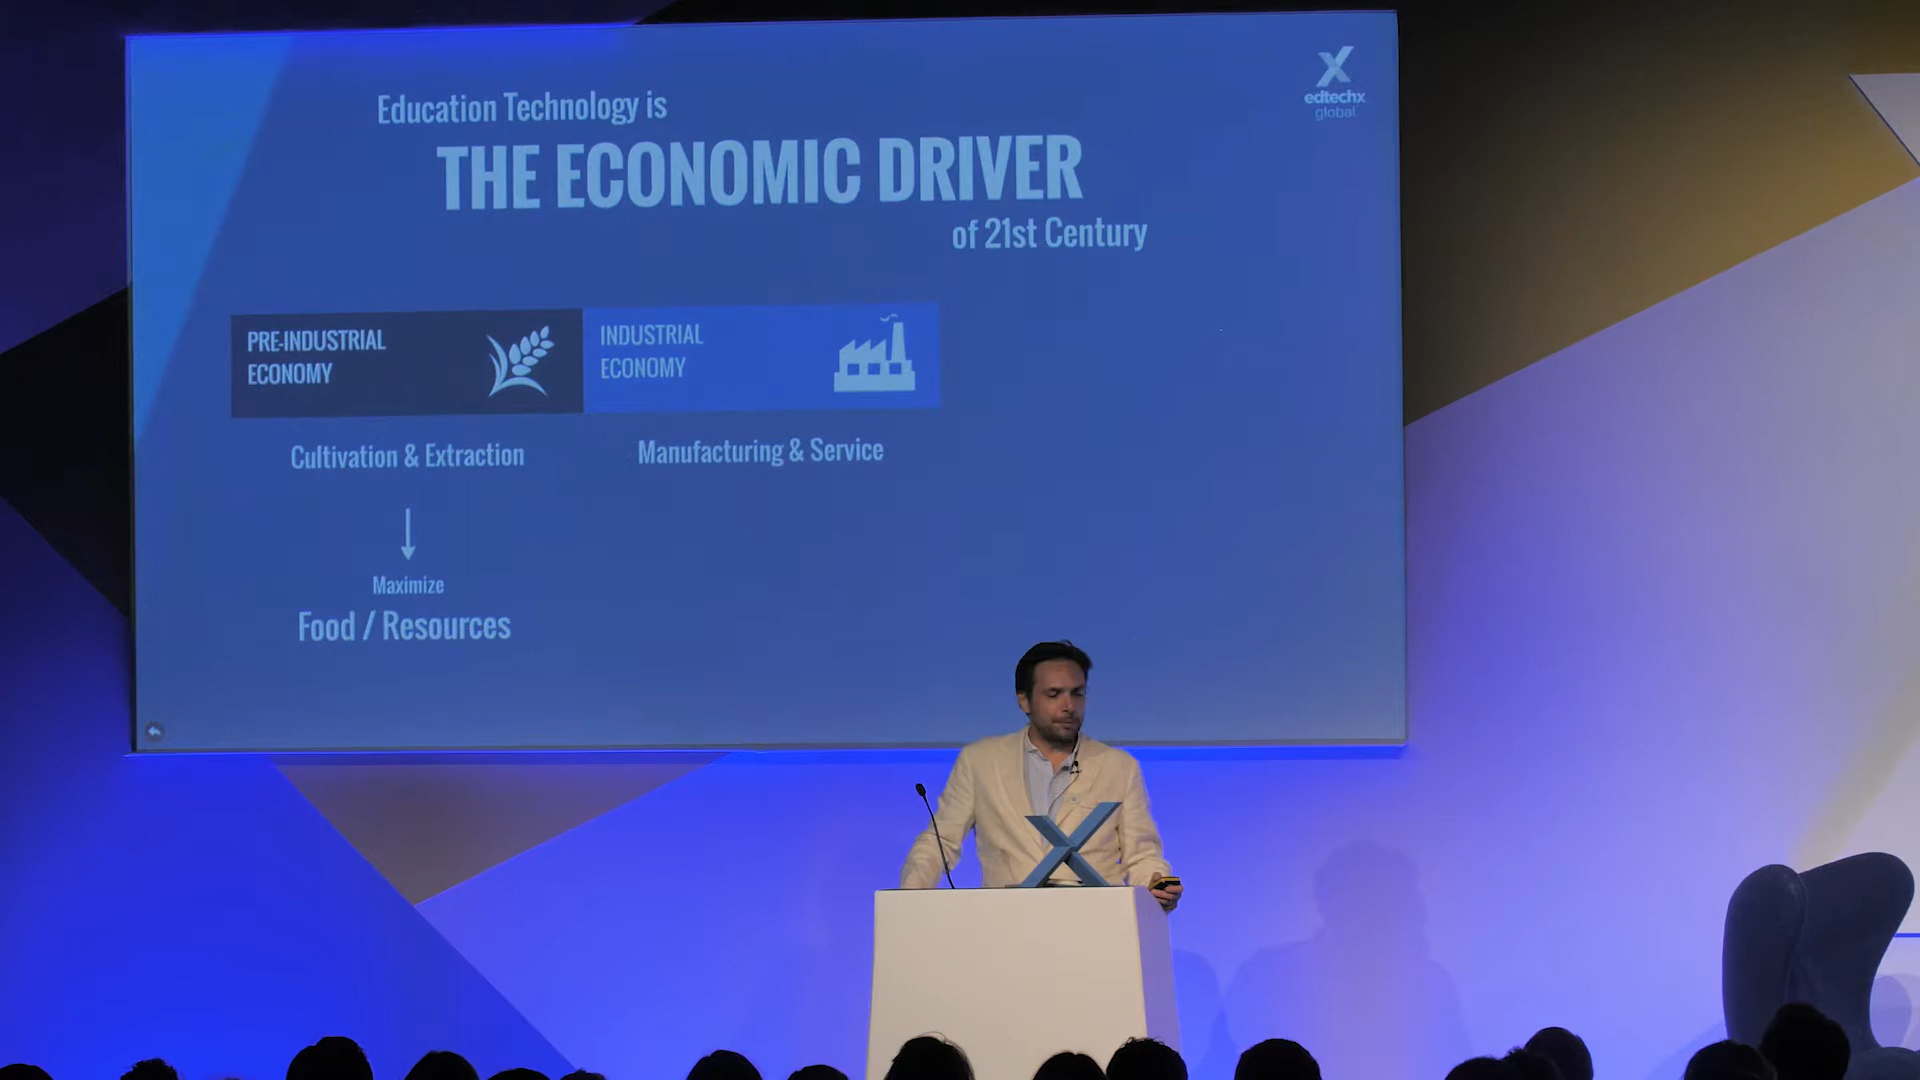 Education Technology is
THE ECONOMIC DRIVER
of 21st Century
edtechx
global
PRE-INDUSTRIAL
ECONOMY
INDUSTRIAL
ECONOMY
Cultivation & Extraction
Manufacturing & Service
Maximize
Food / Resources